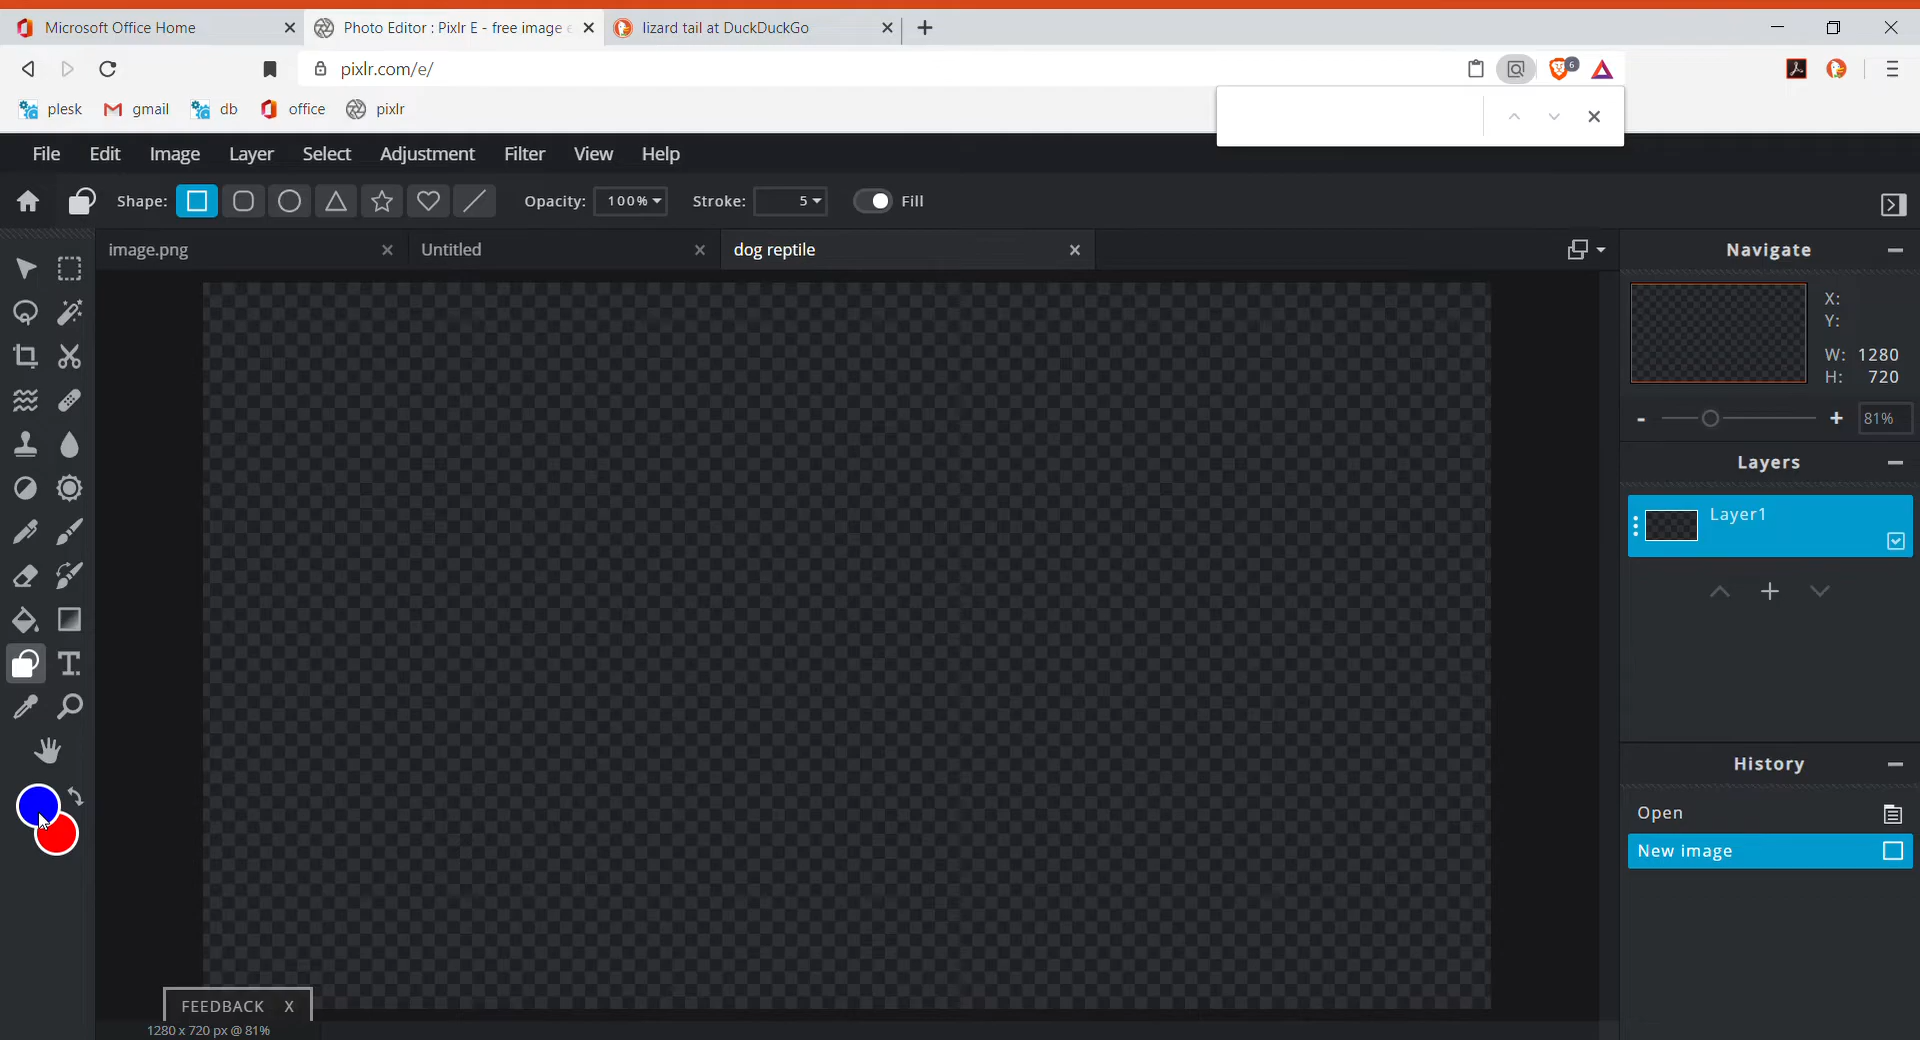 Microsoft Office Home
Photo Editor : Pixlr E - free image e
lizard tail at DuckDuckGo
pixlr.com/e/
6
plesk
gmail
db
office
pixlr
File
Edit
Image
Layer
Select
Adjustment
Filter
View
Help
Shape:
Opacity:
100%
Stroke:
5
Fill
image.png
Untitled
dog reptile
Navigate
X:
Y:
W: 1280
H: 720
81%
Layers
Layer1
History
Open
New image
FEEDBACK X
1280 x 720 px @ 81%